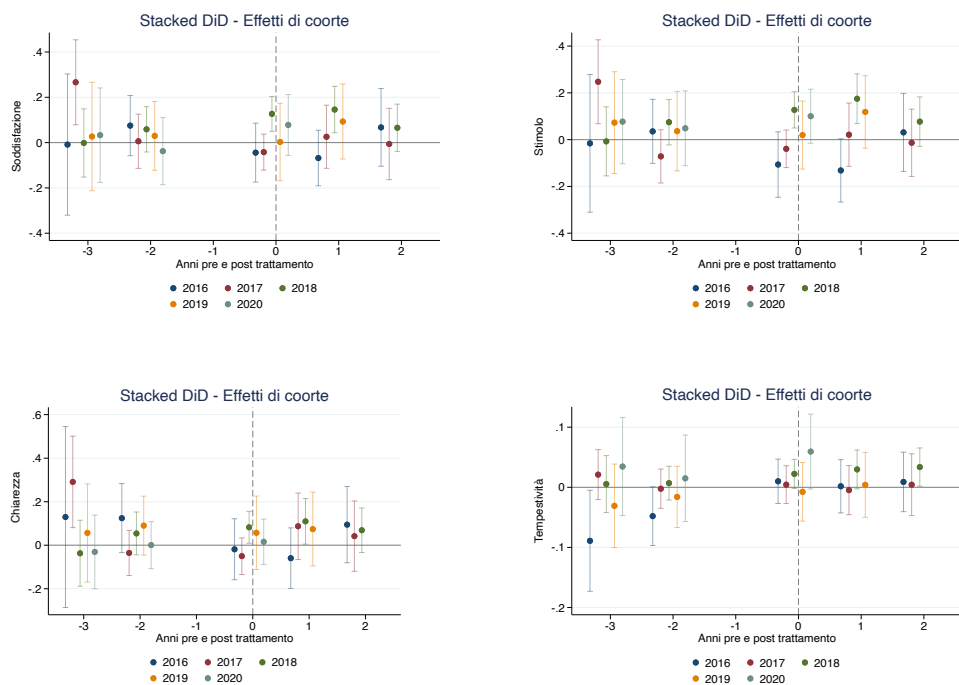 Stacked DiD - Effetti di coorte
Soddisfazione
.4
.2
0
-.2
-.4
-3 -2 -1 0 1 2
Anni pre e post trattamento
2016 2017 2018
2019 2020
Stacked DiD - Effetti di coorte
Stimolo
.4
.2
0
-.2
-.4
-3 -2 -1 0 1 2
Anni pre e post trattamento
2016 2017 2018
2019 2020
Stacked DiD - Effetti di coorte
Chiarezza
.6
.4
.2
0
-.2
-3 -2 -1 0 1 2
Anni pre e post trattamento
2016 2017 2018
2019 2020
Stacked DiD - Effetti di coorte
Tempestività
.1
0
-.1
-.2
-3 -2 -1 0 1 2
Anni pre e post trattamento
2016 2017 2018
2019 2020